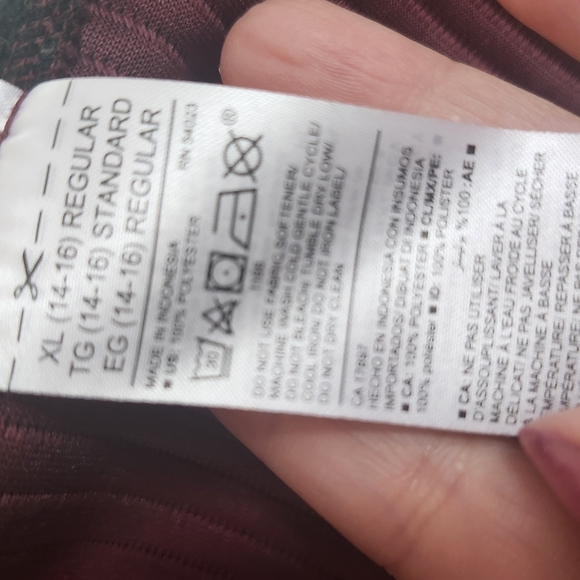 XL (14-16) REGULAR
TG (14-16) STANDARD
EG (14-16) REGULAR
MADE IN INDONESIA
■ US: 100% POLYESTER
RN 54023
30
®
DO NOT USE FABRIC SOFTENER/
MACHINE WASH COLD GENTLE CYCLE/
DO NOT BLEACH/ TUMBLE DRY LOW/
COOL IRON/ DO NOT IRON LABEL/
DO NOT DRY CLEAN
CA
HECHO EN INDONESIA CON INSUMOS
IMPORTADOS/ DIBUAT DI INDONESIA
■ CA: 100% POLYESTER ■ CL/MX/PE:
100% poliéster ■ ID: 100% POLISTER
%100 :AE ■
■ CA: NE PAS UTILISER
D'ASSOUPLISSANT/ LAVER À LA
MACHINE À L'EAU FROIDE AU CYCLE
DÉLICAT/ NE PAS JAVELLISER/ SÉCHER
À LA MACHINE À BASSE
TEMPÉRATURE / REPASSER À BASSE
TEMPÉRATURE/